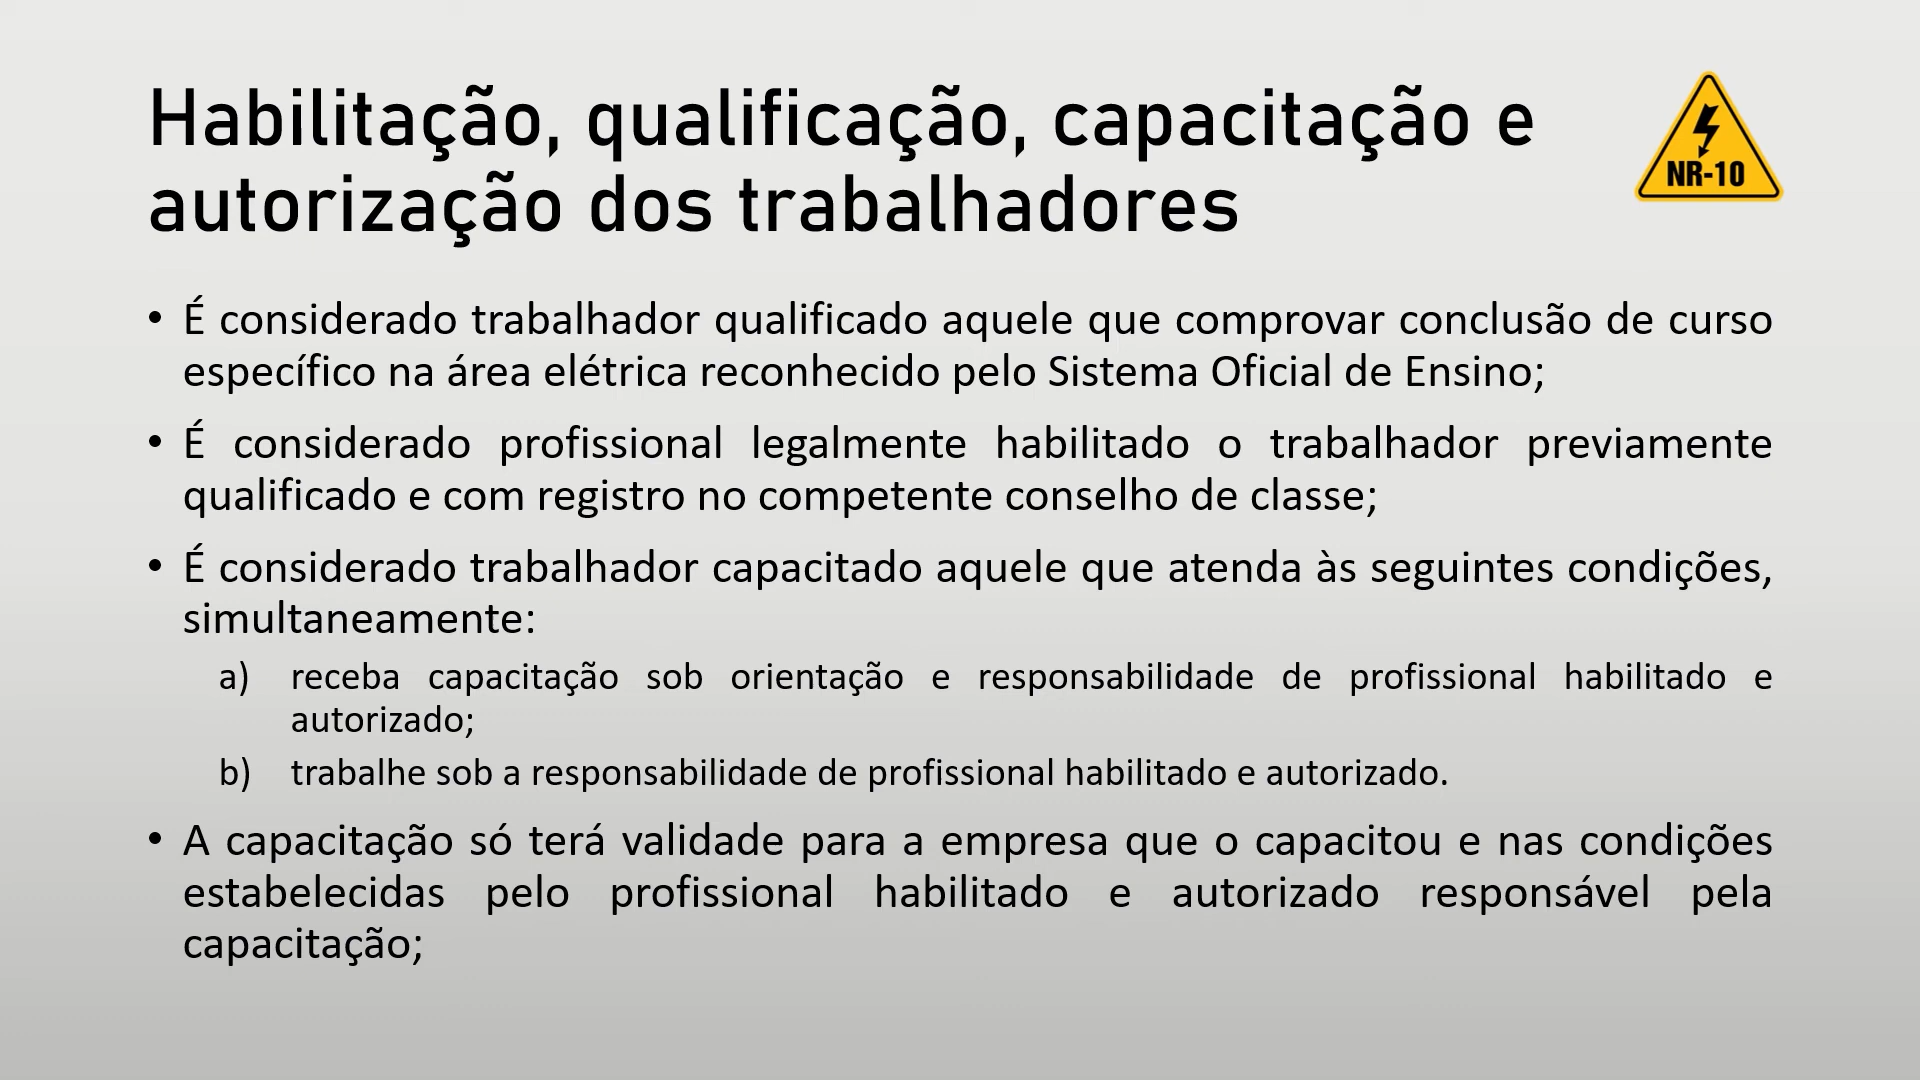 Habilitação, qualificação, capacitação e
autorização dos trabalhadores
NR-10
• É considerado trabalhador qualificado aquele que comprovar conclusão de curso
específico na área elétrica reconhecido pelo Sistema Oficial de Ensino;
• É considerado profissional legalmente habilitado o trabalhador previamente
qualificado e com registro no competente conselho de classe;
• É considerado trabalhador capacitado aquele que atenda às seguintes condições,
simultaneamente:
a) receba capacitação sob orientação e responsabilidade de profissional habilitado e
autorizado;
b) trabalhe sob a responsabilidade de profissional habilitado e autorizado.
• A capacitação só terá validade para a empresa que o capacitou e nas condições
estabelecidas pelo profissional habilitado e autorizado responsável pela
capacitação;